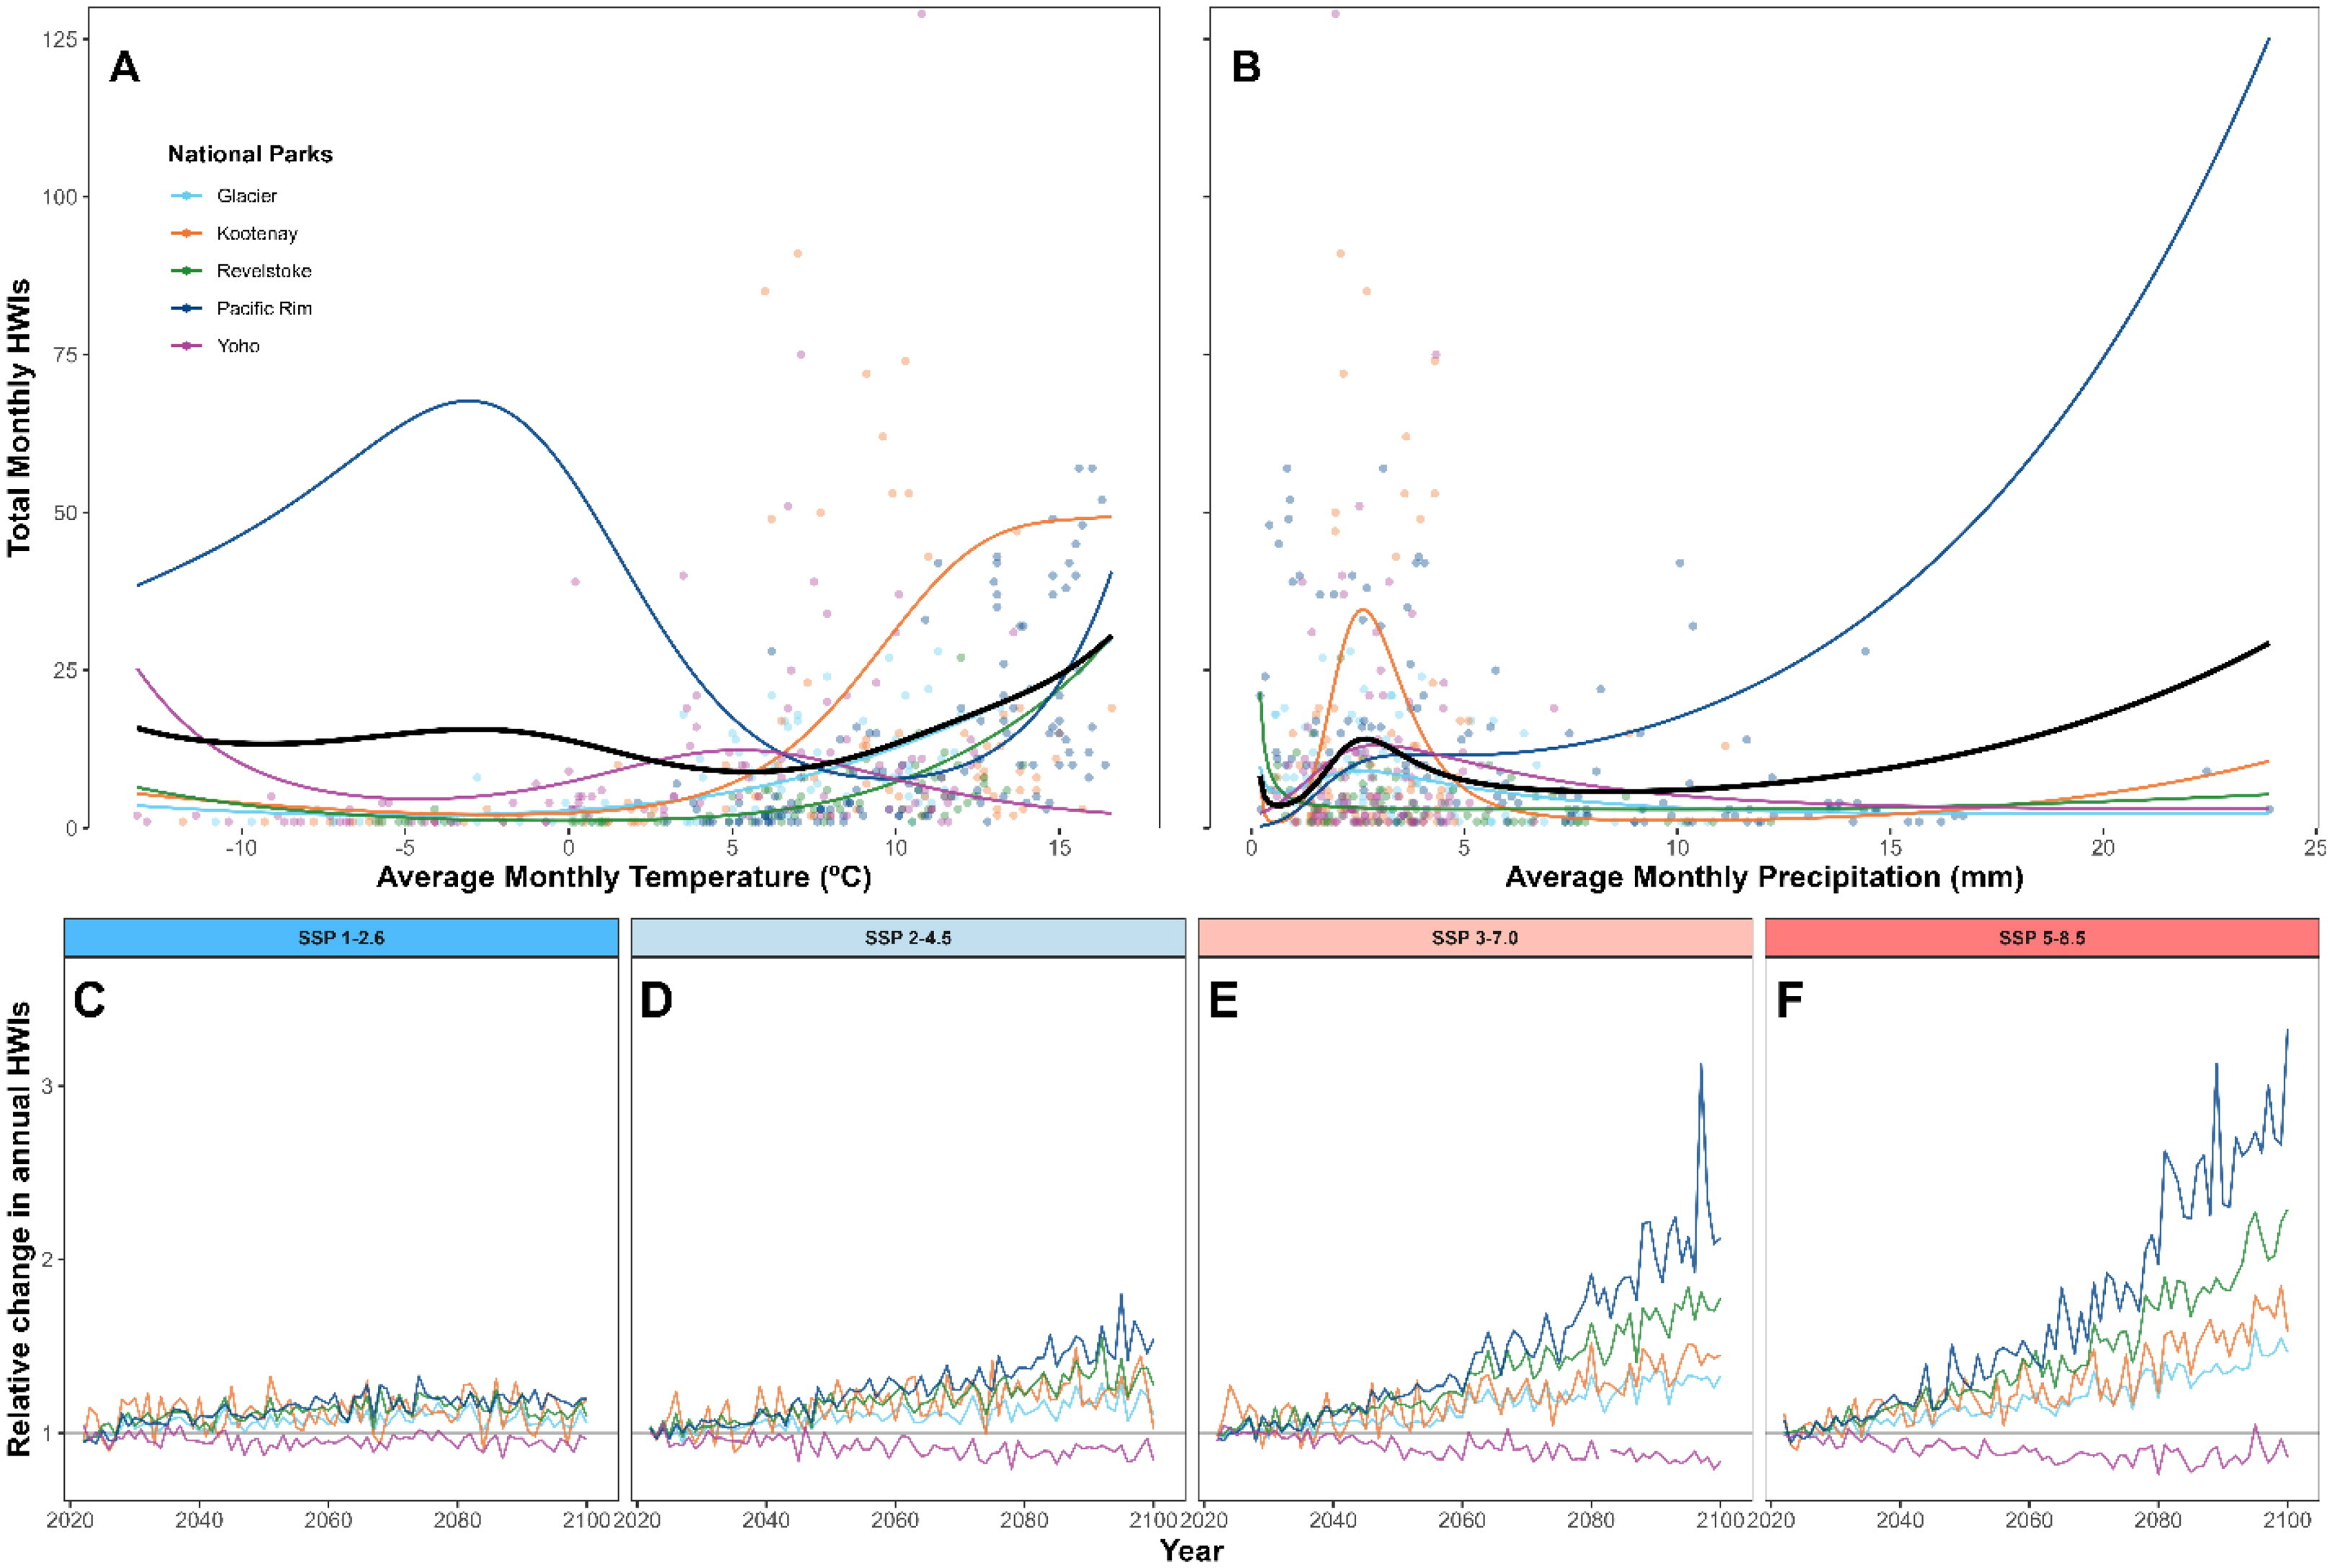 A
B
125
100
75
50
25
0
Total Monthly HWIs
National Parks
Glacier
Kootenay
Revelstoke
Pacific Rim
Yoho
-10 -5 0 5 10 15
0 5 10 15 20 25
Average Monthly Temperature (ºC)
Average Monthly Precipitation (mm)
SSP 1-2.6
SSP 2-4.5
SSP 3-7.0
SSP 5-8.5
C
D
E
F
3
2
1
Relative change in annual HWIs
2020 2040 2060 2080 2100
2020 2040 2060 2080 2100
2020 2040 2060 2080 2100
2020 2040 2060 2080 2100
Year